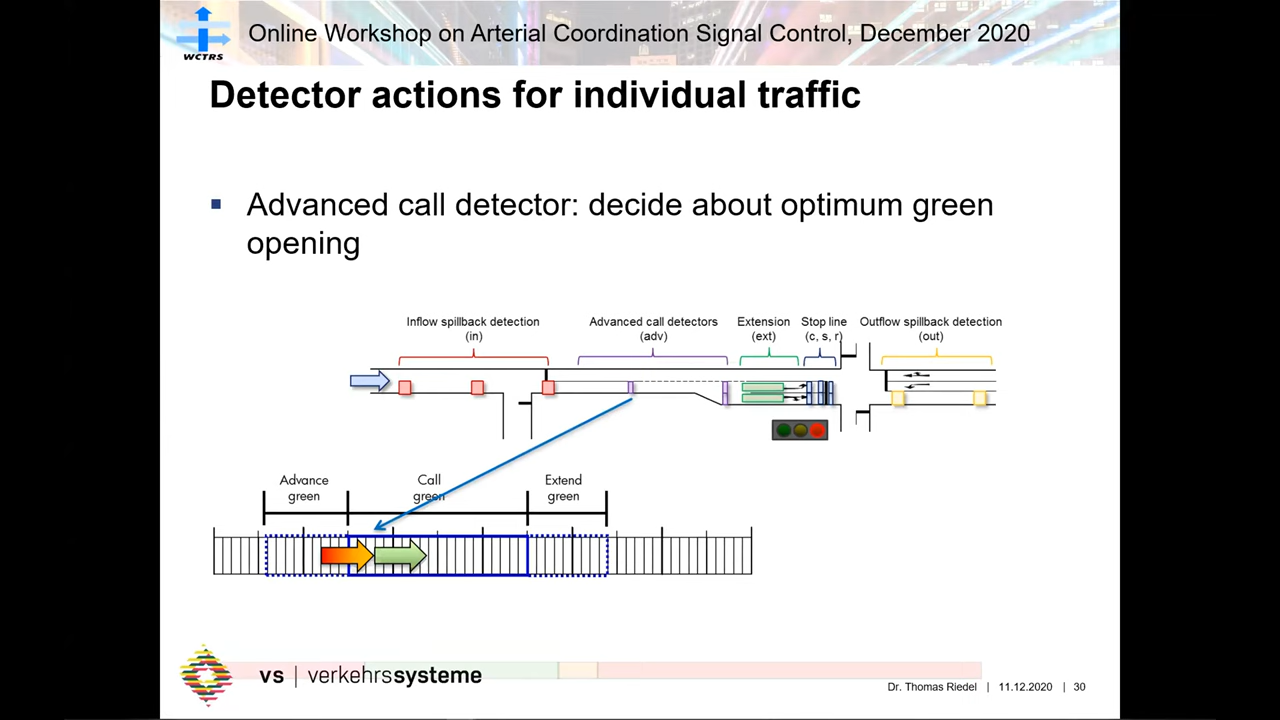 WCTRS
Online Workshop on Arterial Coordination Signal Control, December 2020
Detector actions for individual traffic
Advanced call detector: decide about optimum green
opening
Inflow spillback detection
(in)
Advanced call detectors
(adv)
Extension
(ext)
Stop line
(c, s, r)
Outflow spillback detection
(out)
Advance
green
Call
green
Extend
green
vs | verkehrssysteme
Dr. Thomas Riedel | 11.12.2020 | 30